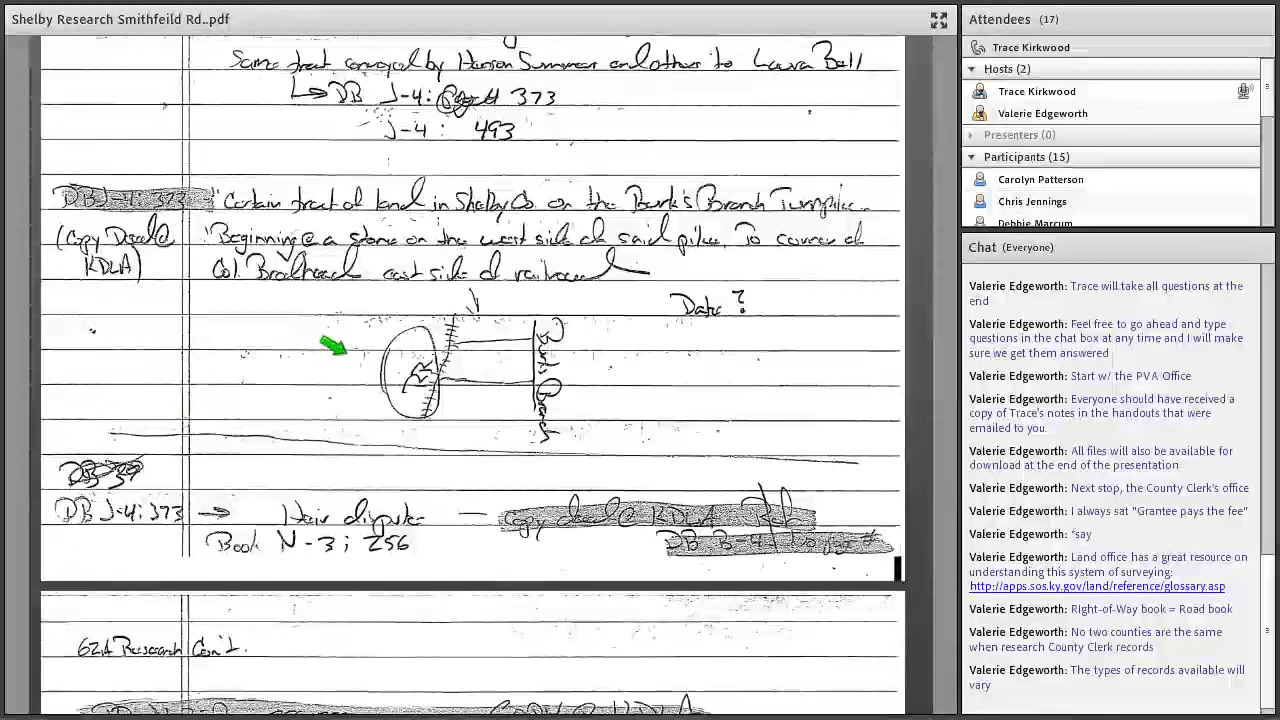 Shelby Research Smithfeild Rd..pdf
Same tract conveyed by Hanson Summers and others to Laura Ball
DB J-4: 373
J-4 : 493
DB J-4: 373 "Certain tract of land in Shelby Co on the Burk's Branch Turnpike.
(Copy Deed @ "Beginning @ a stone on the west side of said pike, To corner of
KDLA) Col. Broadhead east side of railroad
Date ?
RR
Burks Branch
DB J-4: 373 → Heir dispute — Copy deed @ KDLA
Book N-3; 256 DB B-4
62A Research Con't.
COPY @ KDLA
Attendees (17)
Trace Kirkwood
Hosts (2)
Trace Kirkwood
Valerie Edgeworth
Presenters (0)
Participants (15)
Carolyn Patterson
Chris Jennings
Debbie Marcum
Chat (Everyone)
Valerie Edgeworth: Trace will take all questions at the
end
Valerie Edgeworth: Feel free to go ahead and type
questions in the chat box at any time and I will make
sure we get them answered
Valerie Edgeworth: Start w/ the PVA Office
Valerie Edgeworth: Everyone should have received a
copy of Trace's notes in the handouts that were
emailed to you.
Valerie Edgeworth: All files will also be available for
download at the end of the presentation
Valerie Edgeworth: Next stop, the County Clerk's office
Valerie Edgeworth: I always sat "Grantee pays the fee"
Valerie Edgeworth: *say
Valerie Edgeworth: Land office has a great resource on
understanding this system of surveying:
http://apps.sos.ky.gov/land/reference/glossary.asp
Valerie Edgeworth: Right-of-Way book = Road book
Valerie Edgeworth: No two counties are the same
when research County Clerk records
Valerie Edgeworth: The types of records available will
vary